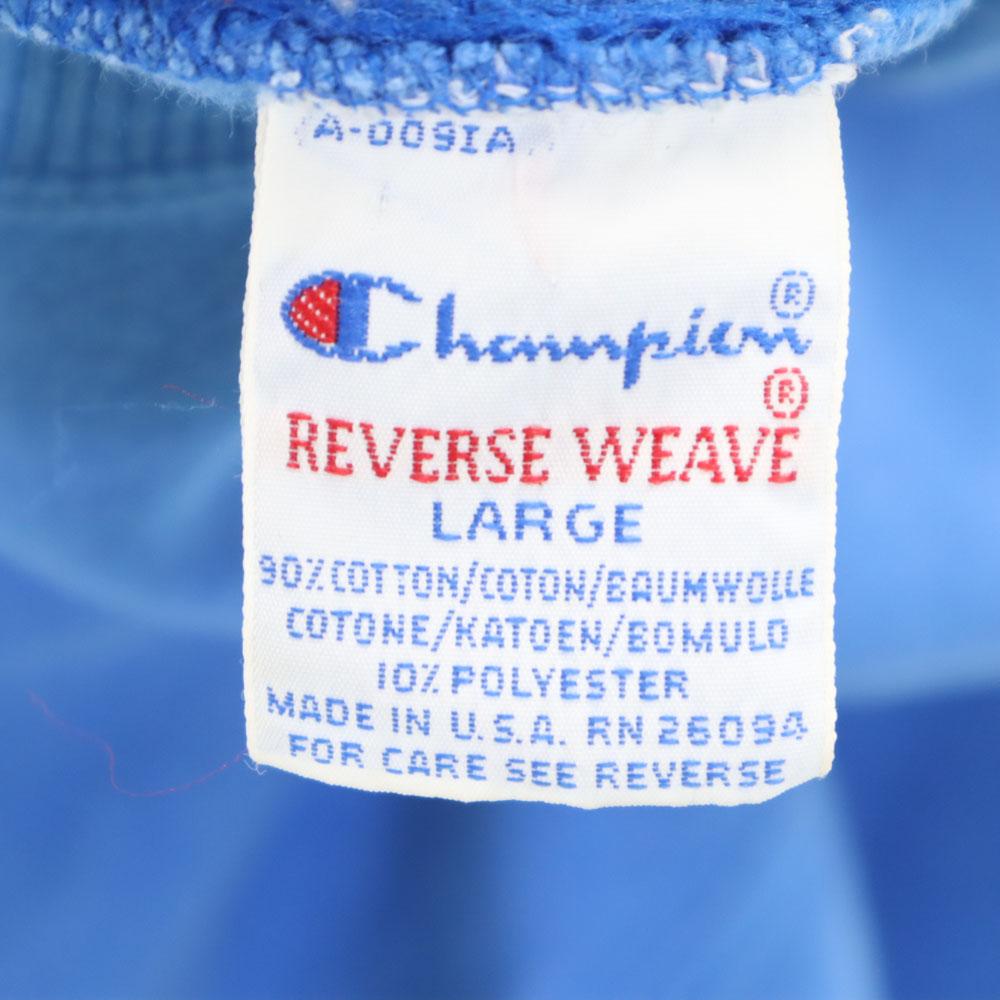 A-009IA
Champion®
REVERSE WEAVE®
LARGE
90% COTTON/COTON/BAUMWOLLE
COTONE/KATOEN/BOMULD
10% POLYESTER
MADE IN U.S.A. RN 26094
FOR CARE SEE REVERSE